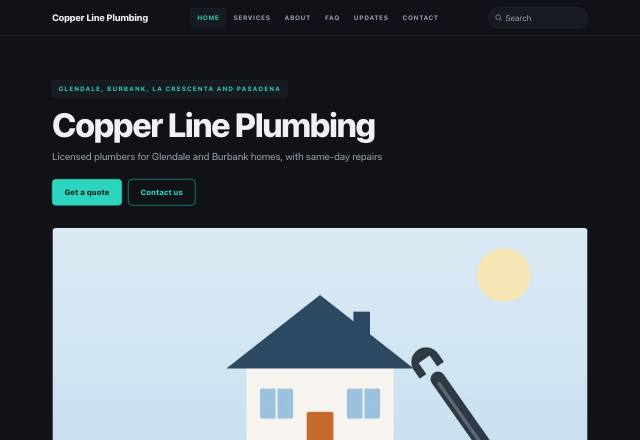 Copper Line Plumbing
HOME
SERVICES
ABOUT
FAQ
UPDATES
CONTACT
Search
GLENDALE, BURBANK, LA CRESCENTA AND PASADENA
Copper Line Plumbing
Licensed plumbers for Glendale and Burbank homes, with same-day repairs
Get a quote
Contact us